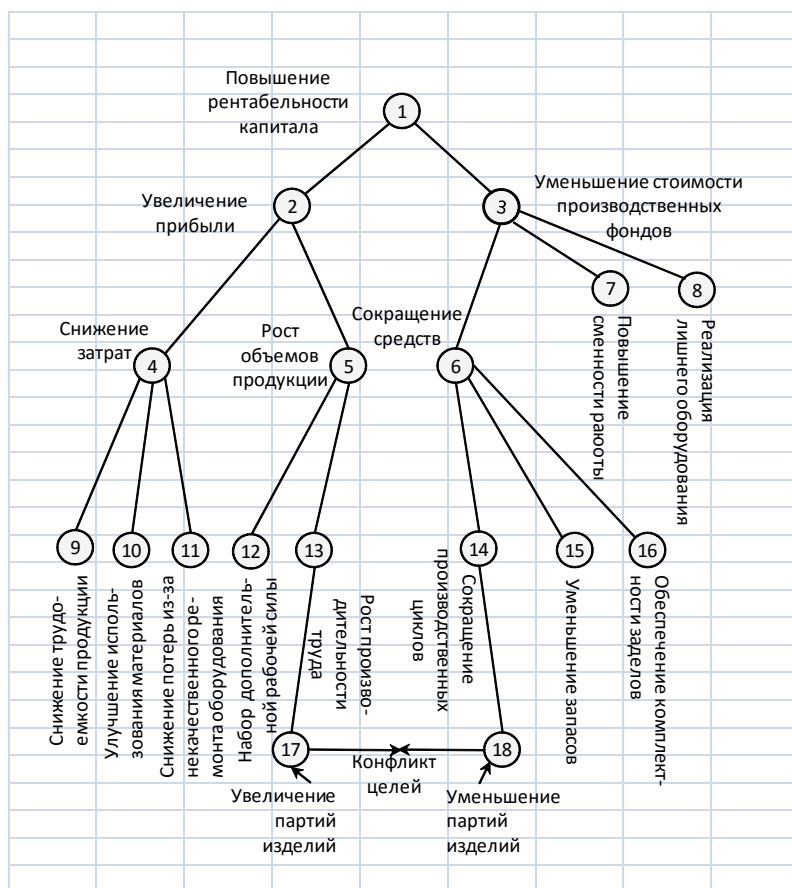 Повышение
рентабельности
капитала
1
Увеличение
прибыли
2
3
Уменьшение стоимости
производственных
фондов
7
8
Повышение
сменности раюоты
Реализация
лишнего оборудования
Снижение
затрат
4
Рост
объемов
продукции
5
Сокращение
средств
6
9
10
11
12
13
14
15
16
Снижение трудо-
емкости продукции
Улучшение исполь-
зования материалов
Снижение потерь из-за
некачественного ре-
монта оборудования
Набор дополнитель-
ной рабочей силы
Рост произво-
дительности
труда
Сокращение
производственных
циклов
Уменьшение запасов
Обеспечение комплект-
ности заделов
17
18
Конфликт
целей
Увеличение
партий
изделий
Уменьшение
партий
изделий